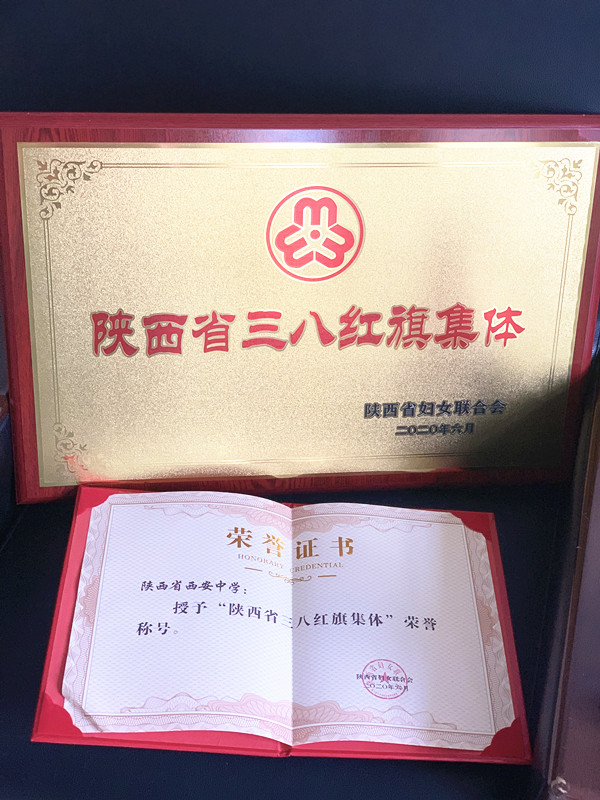 陕西省三八红旗集体
陕西省妇女联合会
二〇二〇年六月
荣誉证书
HONORARY CREDENTIAL
陕西省西安中学：
授予“陕西省三八红旗集体”荣誉
称号。
陕西省妇女联合会
二〇二〇年六月